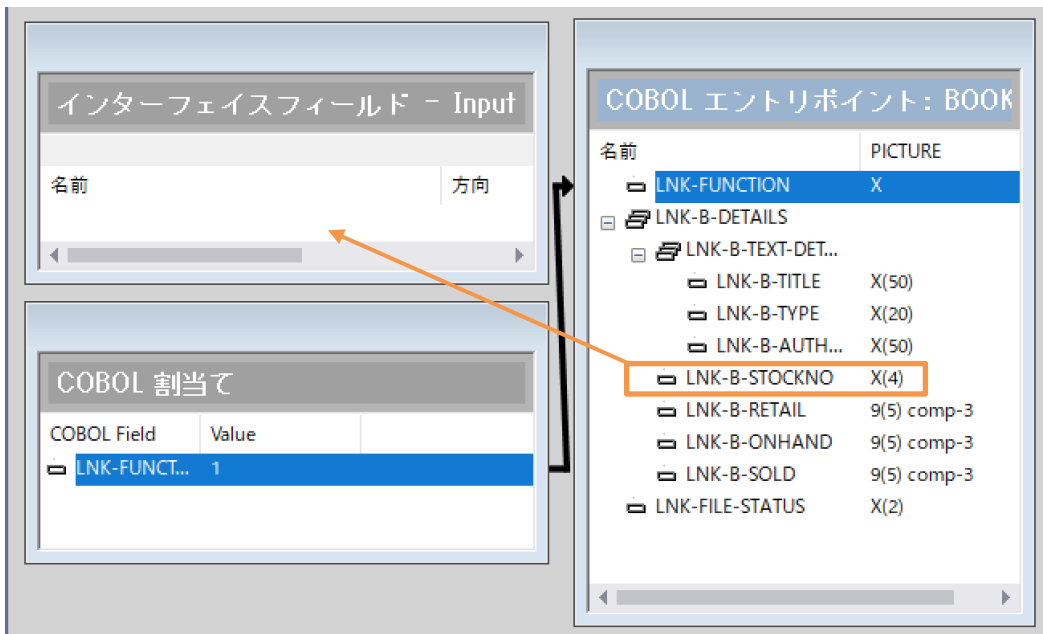 インターフェイスフィールド - Input
名前 方向
COBOL 割当て
COBOL Field Value
LNK-FUNCT... 1
COBOL エントリポイント: BOOK
名前 PICTURE
LNK-FUNCTION X
LNK-B-DETAILS
LNK-B-TEXT-DET...
LNK-B-TITLE X(50)
LNK-B-TYPE X(20)
LNK-B-AUTH... X(50)
LNK-B-STOCKNO X(4)
LNK-B-RETAIL 9(5) comp-3
LNK-B-ONHAND 9(5) comp-3
LNK-B-SOLD 9(5) comp-3
LNK-FILE-STATUS X(2)